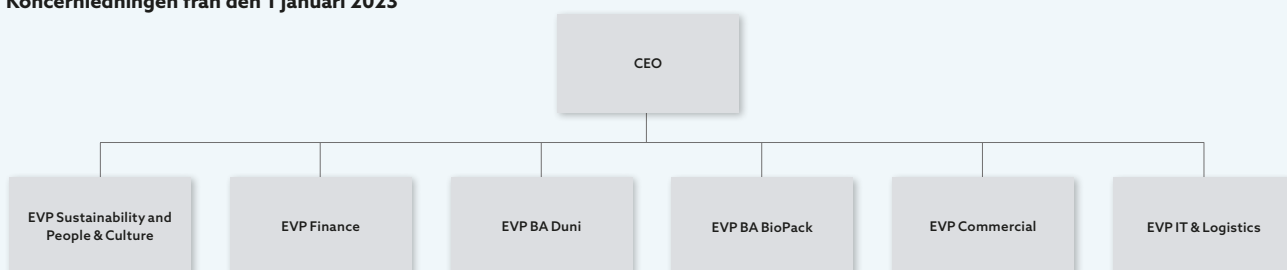 Koncernledningen från den 1 januari 2023
CEO
EVP Sustainability and
People & Culture
EVP Finance
EVP BA Duni
EVP BA BioPack
EVP Commercial
EVP IT & Logistics